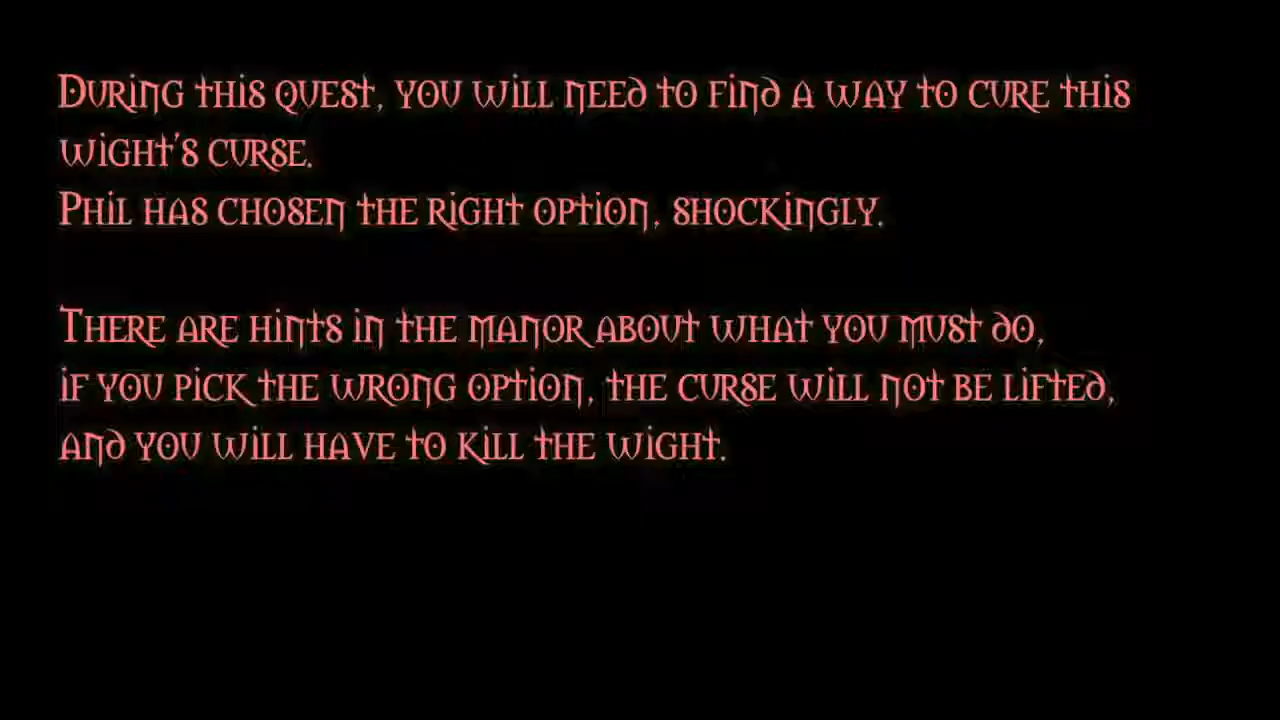 During this quest, you will need to find a way to cure this
wight's curse.
Phil has chosen the right option, shockingly.
There are hints in the manor about what you must do,
if you pick the wrong option, the curse will not be lifted,
and you will have to kill the wight.